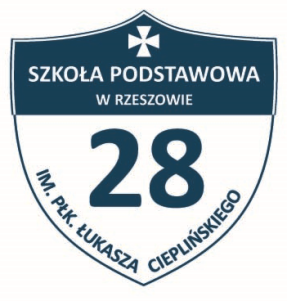 SZKOŁA PODSTAWOWA
W RZESZOWIE
28
IM. PŁK. ŁUKASZA CIEPLIŃSKIEGO